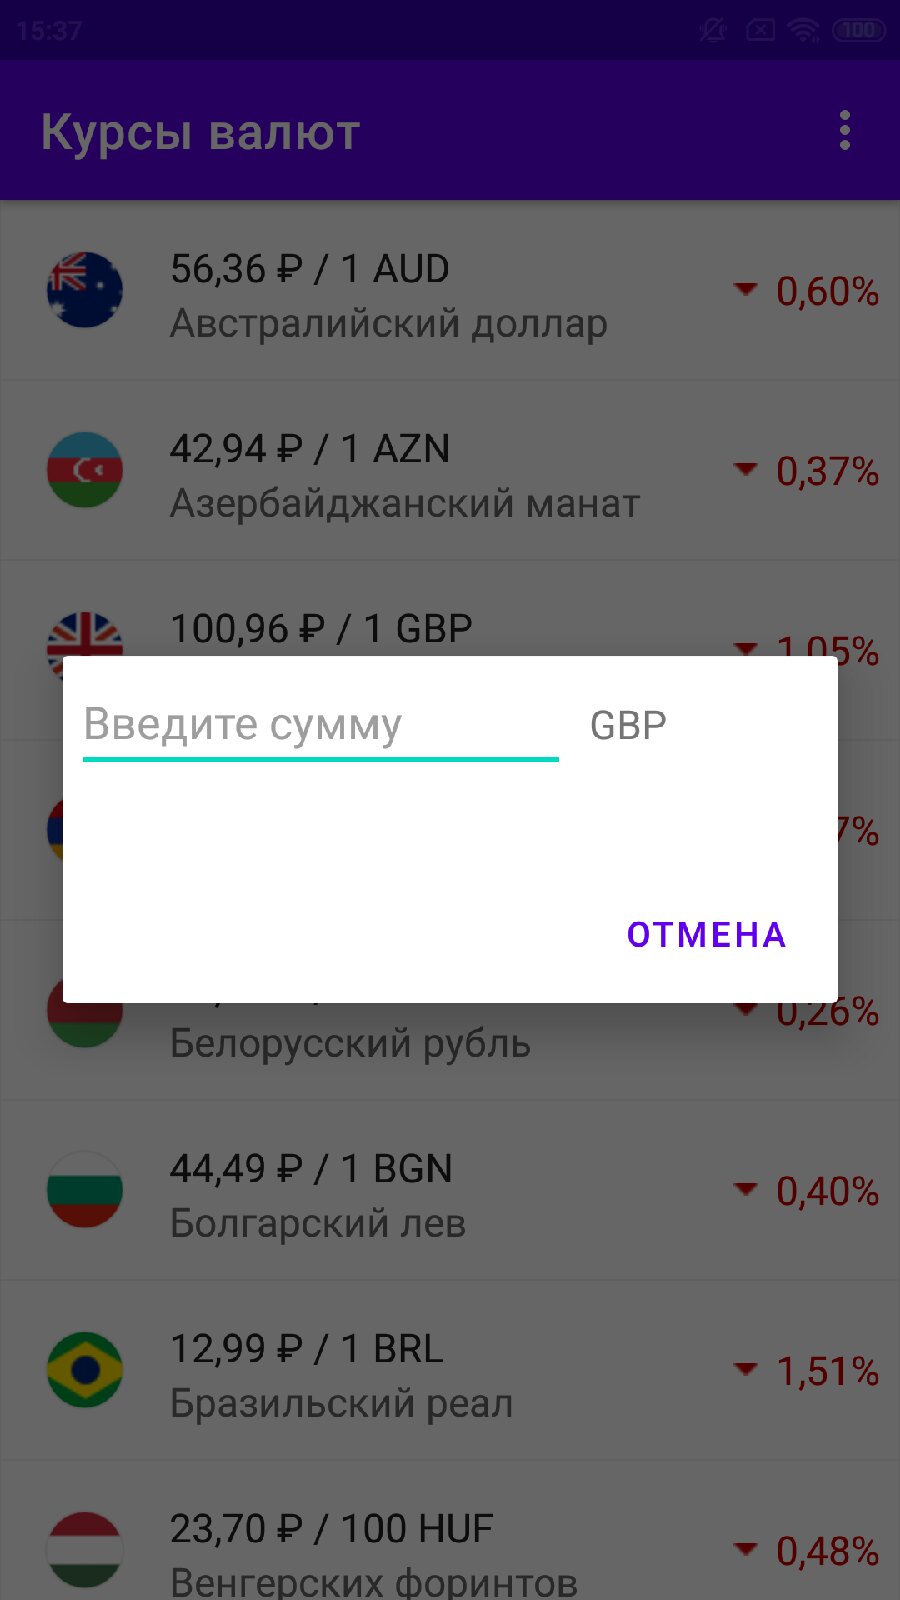 15:37
100
Курсы валют
56,36 ₽ / 1 AUD
Австралийский доллар
0,60%
42,94 ₽ / 1 AZN
Азербайджанский манат
0,37%
100,96 ₽ / 1 GBP
1,05%
Введите сумму
GBP
7%
ОТМЕНА
0,26%
Белорусский рубль
44,49 ₽ / 1 BGN
Болгарский лев
0,40%
12,99 ₽ / 1 BRL
Бразильский реал
1,51%
23,70 ₽ / 100 HUF
Венгерских форинтов
0,48%